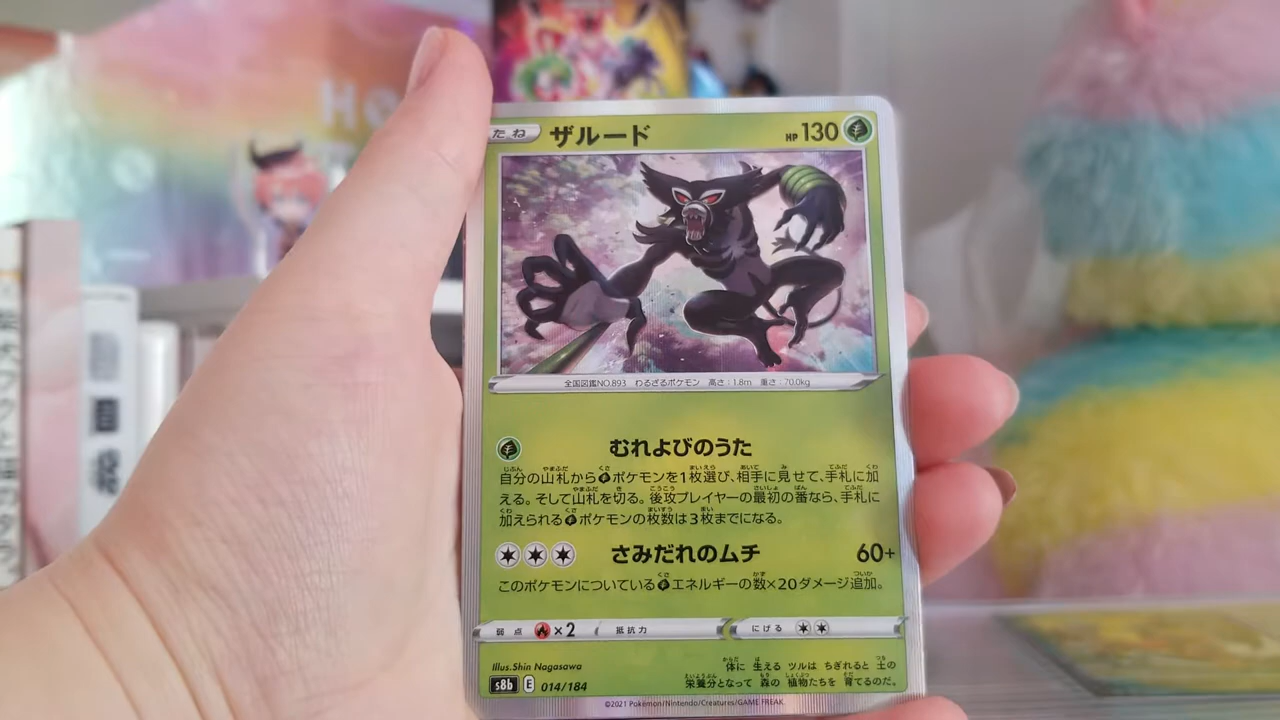 He
たね ザルード HP 130
全国図鑑NO.893 わるざるポケモン 高さ：1.8m 重さ：70.0kg
むれよびのうた
自分の山札からポケモンを1枚選び、相手に見せて、手札に加
える。そして山札を切る。後攻プレイヤーの最初の番なら、手札に
加えられるポケモンの枚数は3枚までになる。
さみだれのムチ 60+
このポケモンについているエネルギーの数×20ダメージ追加。
弱点 ×2 抵抗力 にげる
Illus.Shin Nagasawa
体に 生える ツルは ちぎれると 土の
栄養分となって 森の 植物たちを 育てるのだ。
s8b E 014/184
©2021 Pokémon/Nintendo/Creatures/GAME FREAK.